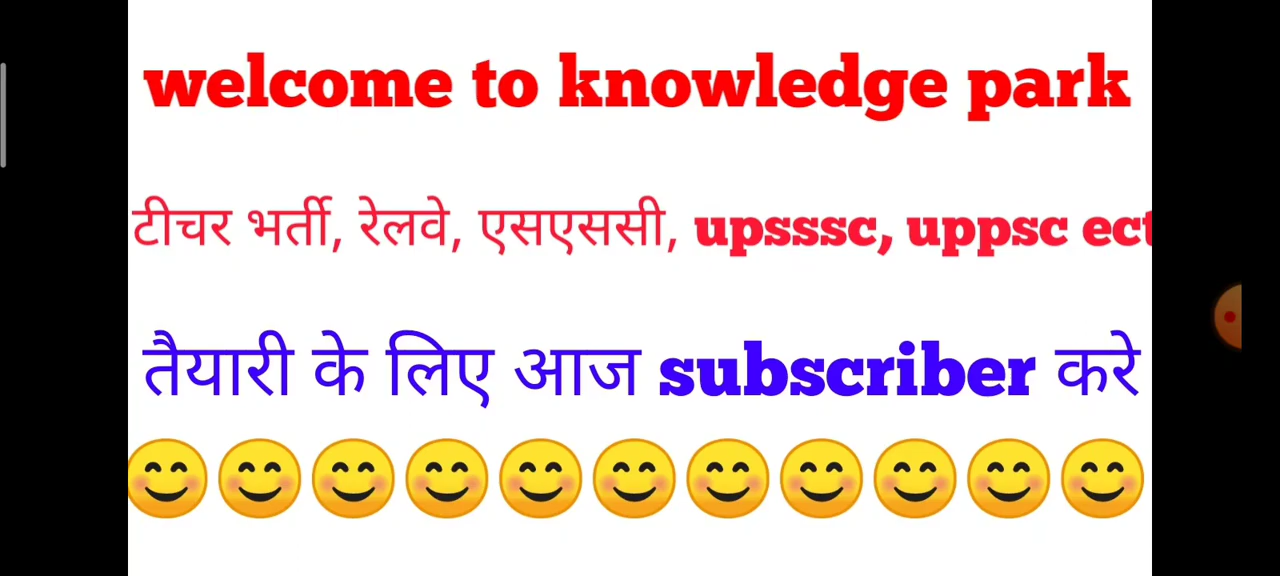 welcome to knowledge park
टीचर भर्ती, रेलवे, एसएससी, upsssc, uppsc ect
तैयारी के लिए आज subscriber करे
😊😊😊😊😊😊😊😊😊😊😊